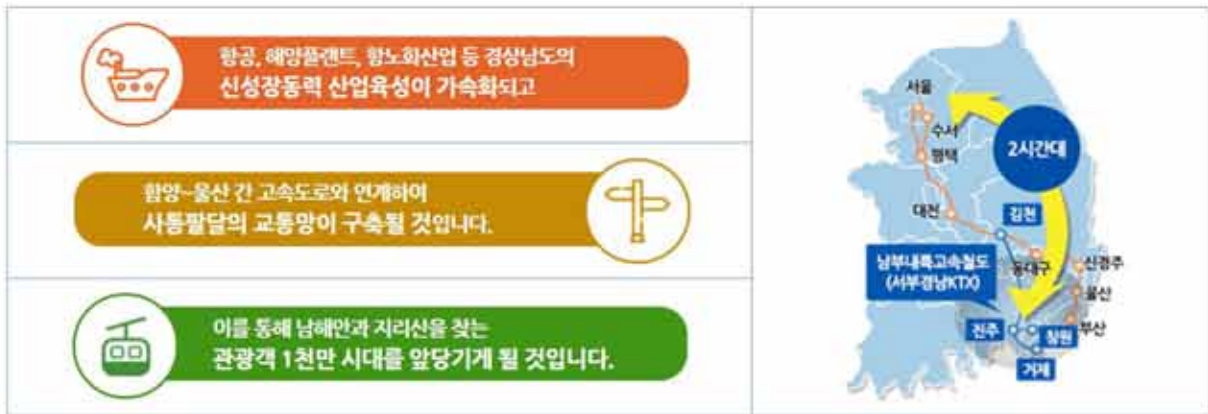 항공, 해양플랜트, 항노화산업 등 경상남도의
신성장동력 산업육성이 가속화되고
함양~울산 간 고속도로와 연계하여
사통팔달의 교통망이 구축될 것입니다.
이를 통해 남해안과 지리산을 찾는
관광객 1천만 시대를 앞당기게 될 것입니다.
서울
수서
평택
2시간대
대전
김천
남부내륙고속철도
(서부경남KTX)
동대구
신경주
울산
진주
창원
부산
거제